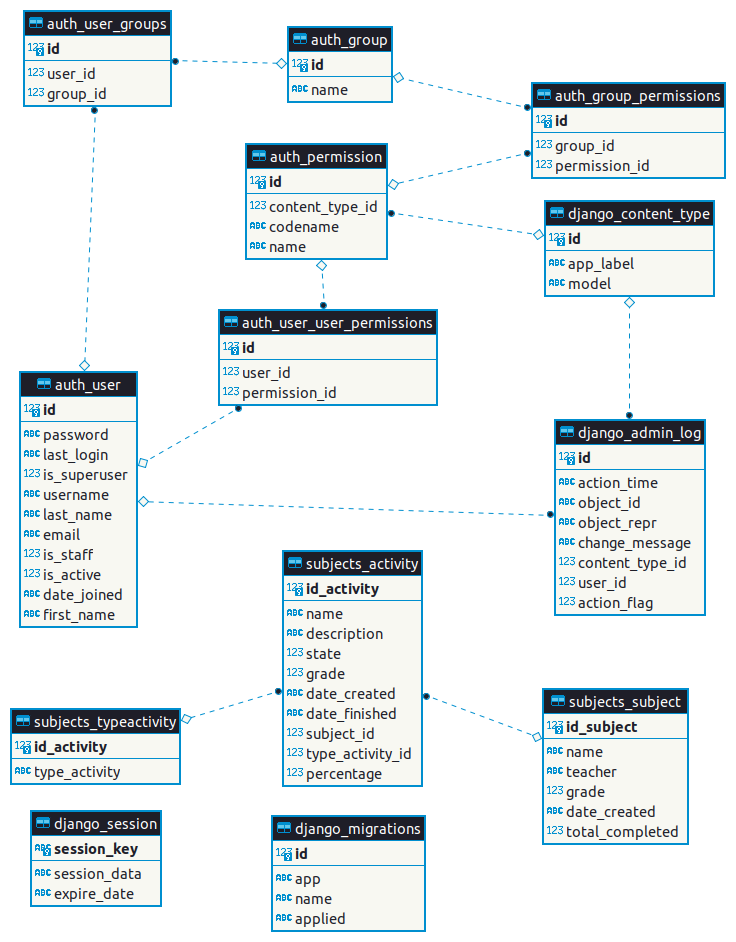 auth_user_groups
123 id
123 user_id
123 group_id
auth_group
123 id
ABC name
auth_group_permissions
123 id
123 group_id
123 permission_id
auth_permission
123 id
123 content_type_id
ABC codename
ABC name
django_content_type
123 id
ABC app_label
ABC model
auth_user_user_permissions
123 id
123 user_id
123 permission_id
auth_user
123 id
ABC password
ABC last_login
123 is_superuser
ABC username
ABC last_name
ABC email
123 is_staff
123 is_active
ABC date_joined
ABC first_name
django_admin_log
123 id
ABC action_time
ABC object_id
ABC object_repr
ABC change_message
123 content_type_id
123 user_id
123 action_flag
subjects_activity
123 id_activity
ABC name
ABC description
123 state
123 grade
ABC date_created
ABC date_finished
123 subject_id
123 type_activity_id
123 percentage
subjects_typeactivity
123 id_activity
ABC type_activity
subjects_subject
123 id_subject
ABC name
ABC teacher
123 grade
ABC date_created
123 total_completed
django_session
ABC session_key
ABC session_data
ABC expire_date
django_migrations
123 id
ABC app
ABC name
ABC applied